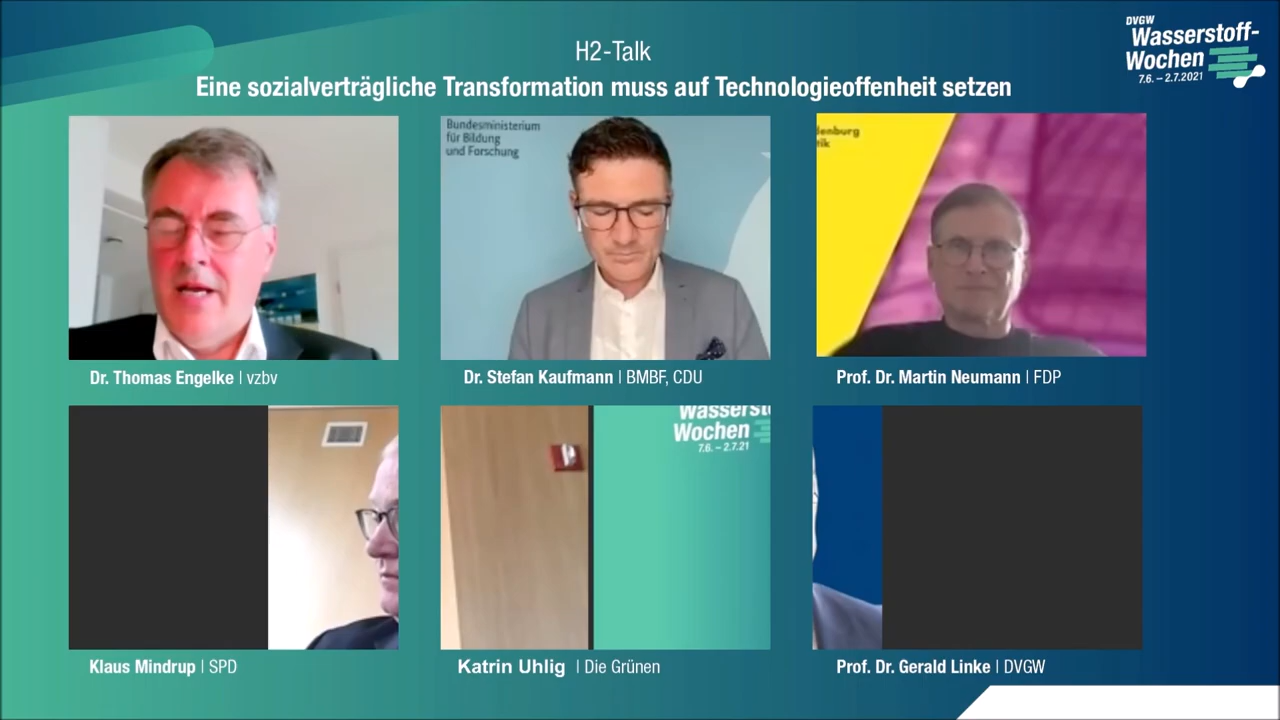 DVGW
Wasserstoff-
Wochen
7.6. – 2.7.2021
H2-Talk
Eine sozialverträgliche Transformation muss auf Technologieoffenheit setzen
Bundesministerium
für Bildung
und Forschung
Dr. Thomas Engelke | vzbv
Dr. Stefan Kaufmann | BMBF, CDU
Prof. Dr. Martin Neumann | FDP
Wochen
7.6. – 2.7.21
Klaus Mindrup | SPD
Katrin Uhlig | Die Grünen
Prof. Dr. Gerald Linke | DVGW